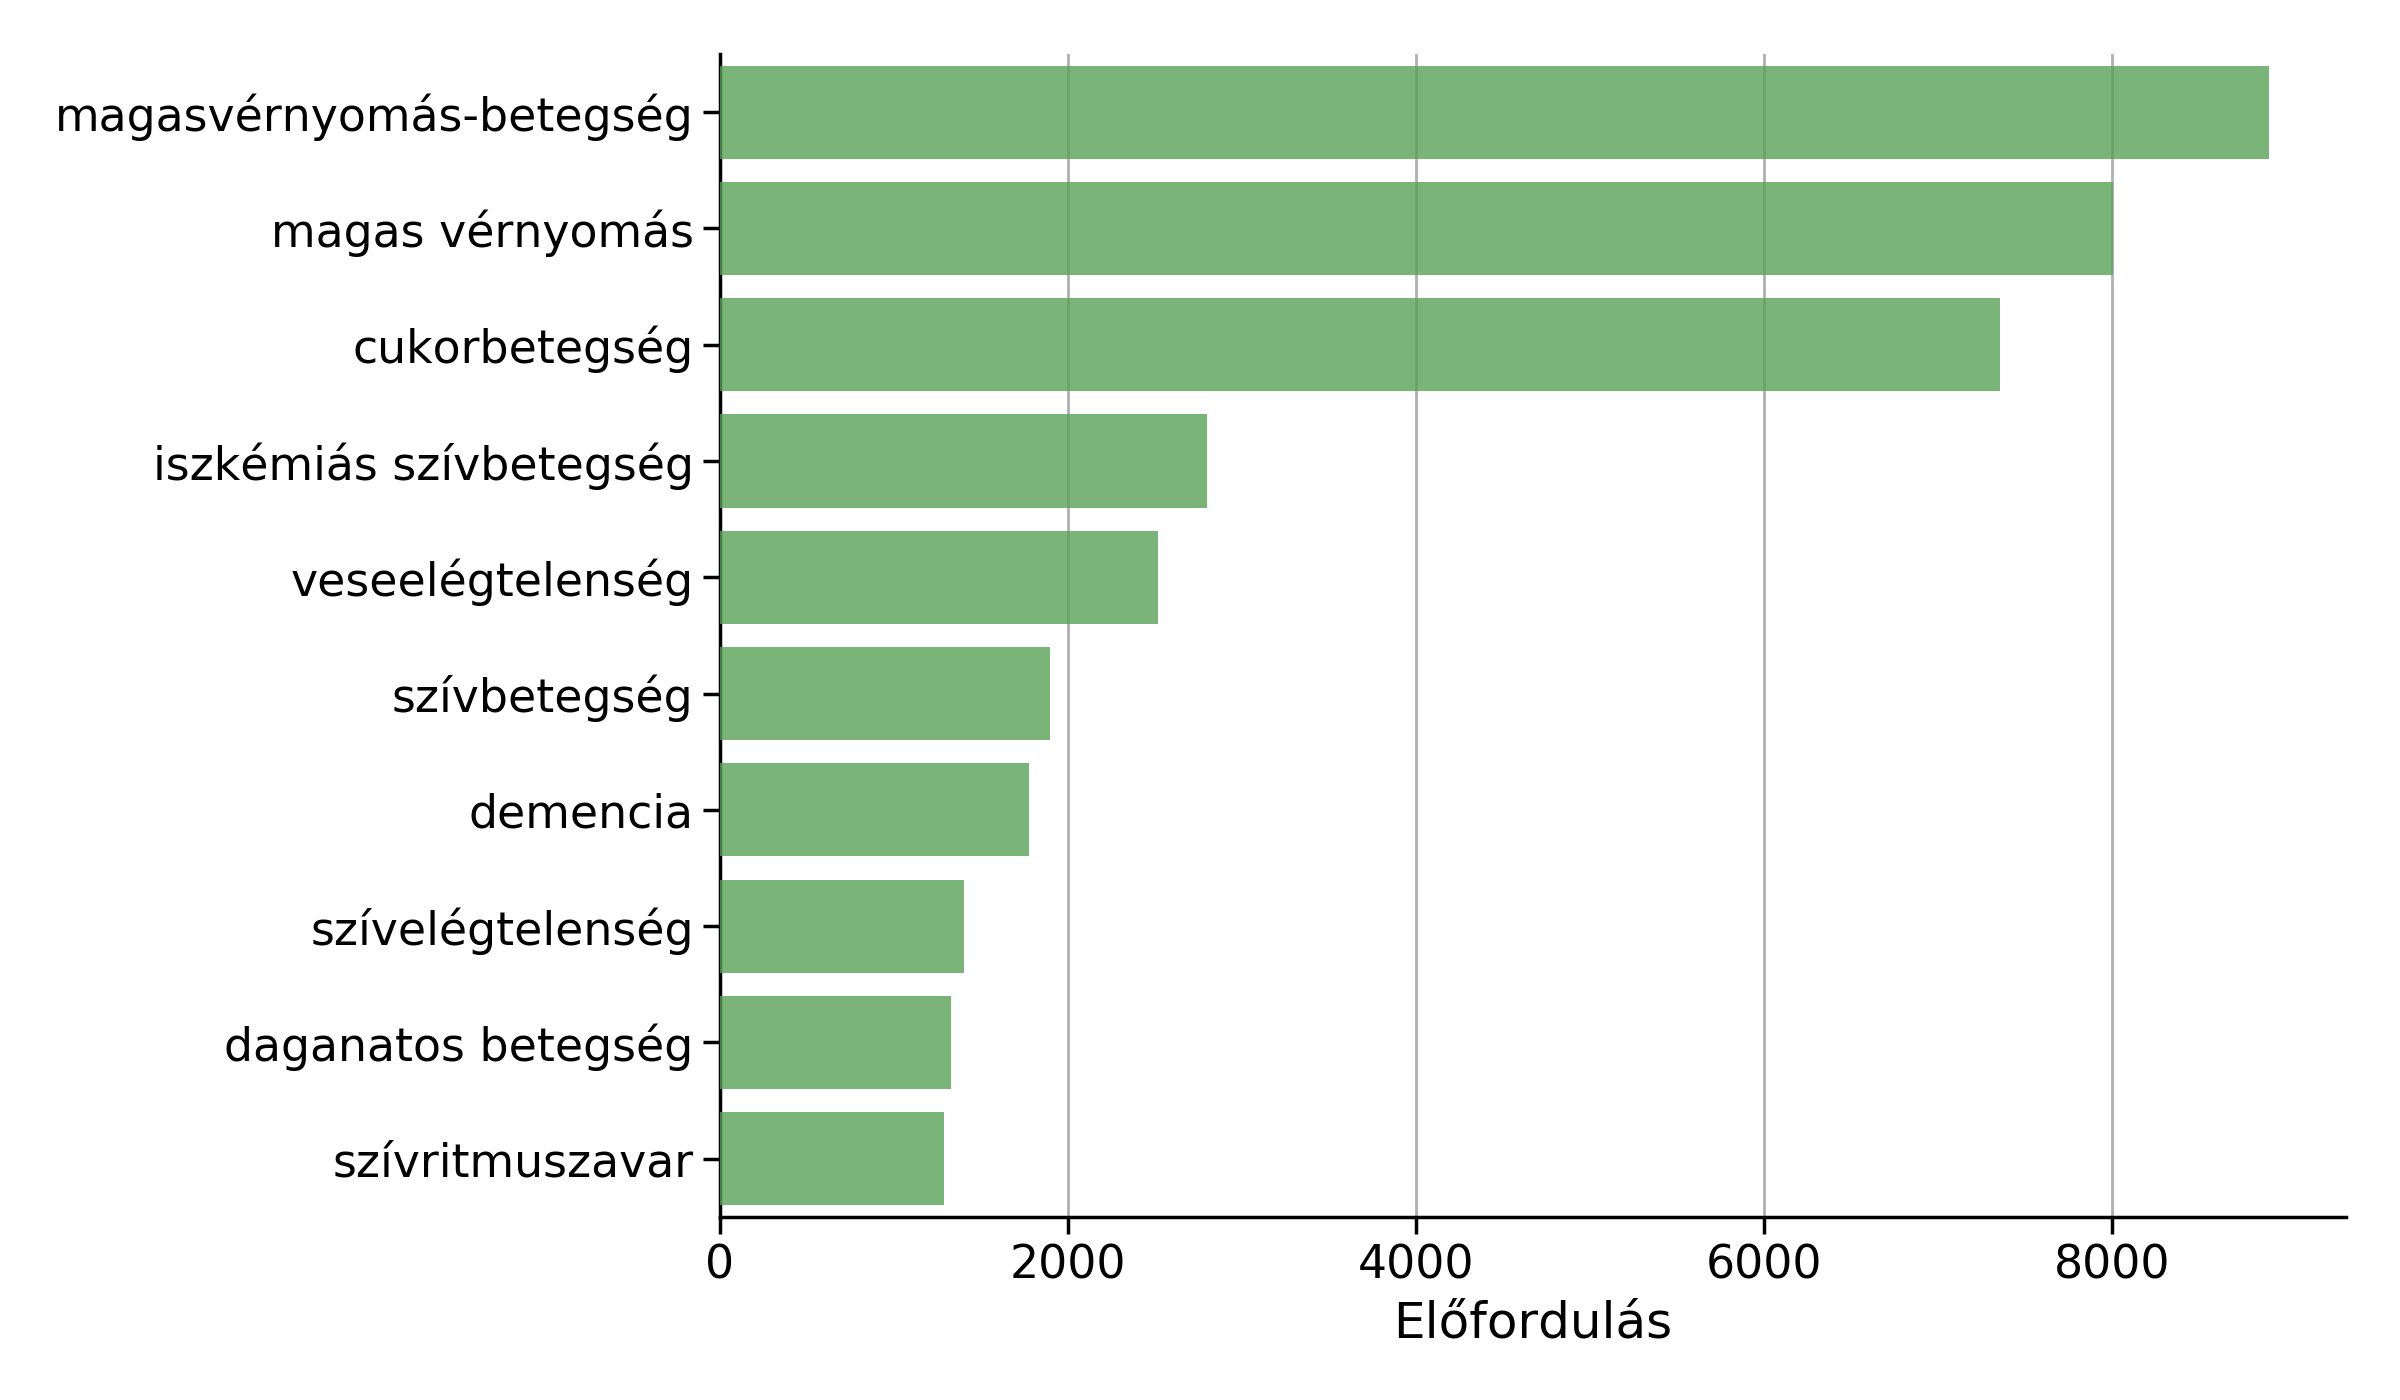 magasvérnyomás-betegség
magas vérnyomás
cukorbetegség
iszkémiás szívbetegség
veseelégtelenség
szívbetegség
demencia
szívelégtelenség
daganatos betegség
szívritmuszavar
0 2000 4000 6000 8000
Előfordulás